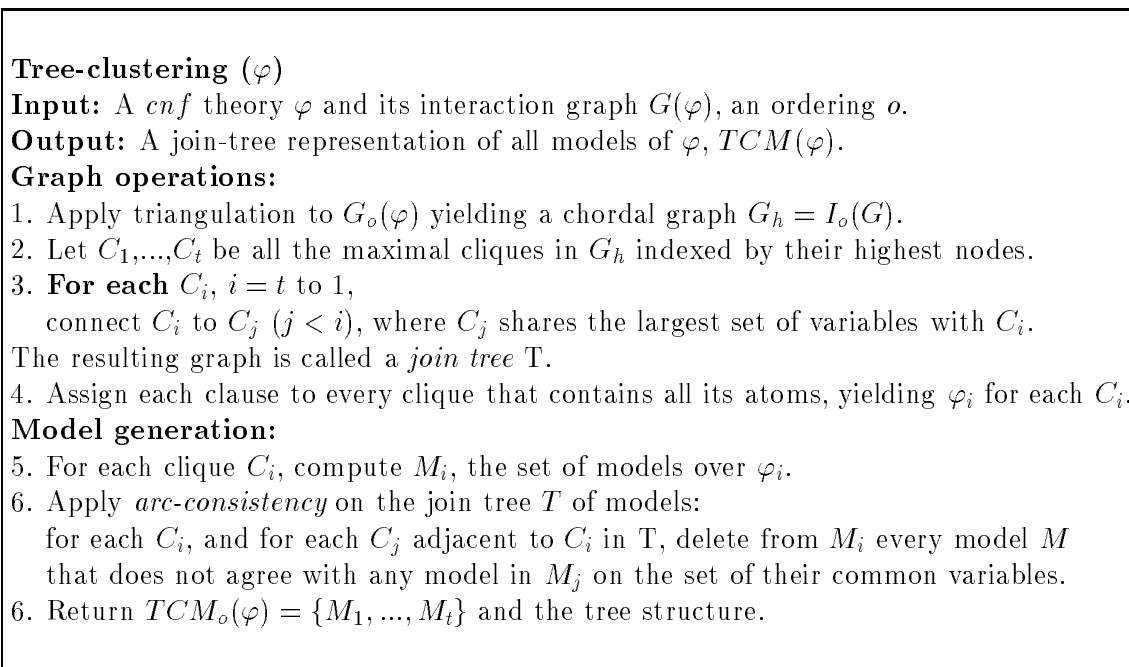 Tree-clustering (φ)
Input: A cnf theory φ and its interaction graph G(φ), an ordering o.
Output: A join-tree representation of all models of φ, TCM(φ).
Graph operations:
1. Apply triangulation to G_o(φ) yielding a chordal graph G_h = I_o(G).
2. Let C_1,...,C_t be all the maximal cliques in G_h indexed by their highest nodes.
3. For each C_i, i = t to 1,
connect C_i to C_j (j < i), where C_j shares the largest set of variables with C_i.
The resulting graph is called a join tree T.
4. Assign each clause to every clique that contains all its atoms, yielding φ_i for each C_i.
Model generation:
5. For each clique C_i, compute M_i, the set of models over φ_i.
6. Apply arc-consistency on the join tree T of models:
for each C_i, and for each C_j adjacent to C_i in T, delete from M_i every model M
that does not agree with any model in M_j on the set of their common variables.
6. Return TCM_o(φ) = {M_1, ..., M_t} and the tree structure.